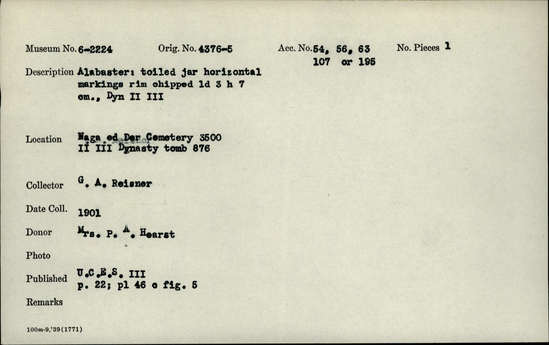 Museum No. 6-2224 Orig. No. 4376-5 Acc. No. 54, 56, 63 No. Pieces 1
107 or 195
Description Alabaster: toiled jar horizontal
markings rim chipped ld 3 h 7
cm., Dyn II III
Location Naga ed Der Cemetery 3500
II III Dynasty tomb 876
Collector G. A. Reisner
Date Coll. 1901
Donor Mrs. P. A. Hearst
Photo
Published U.C.E.S. III
p. 22; pl 46 c fig. 5
Remarks
100m-9,'39(1771)